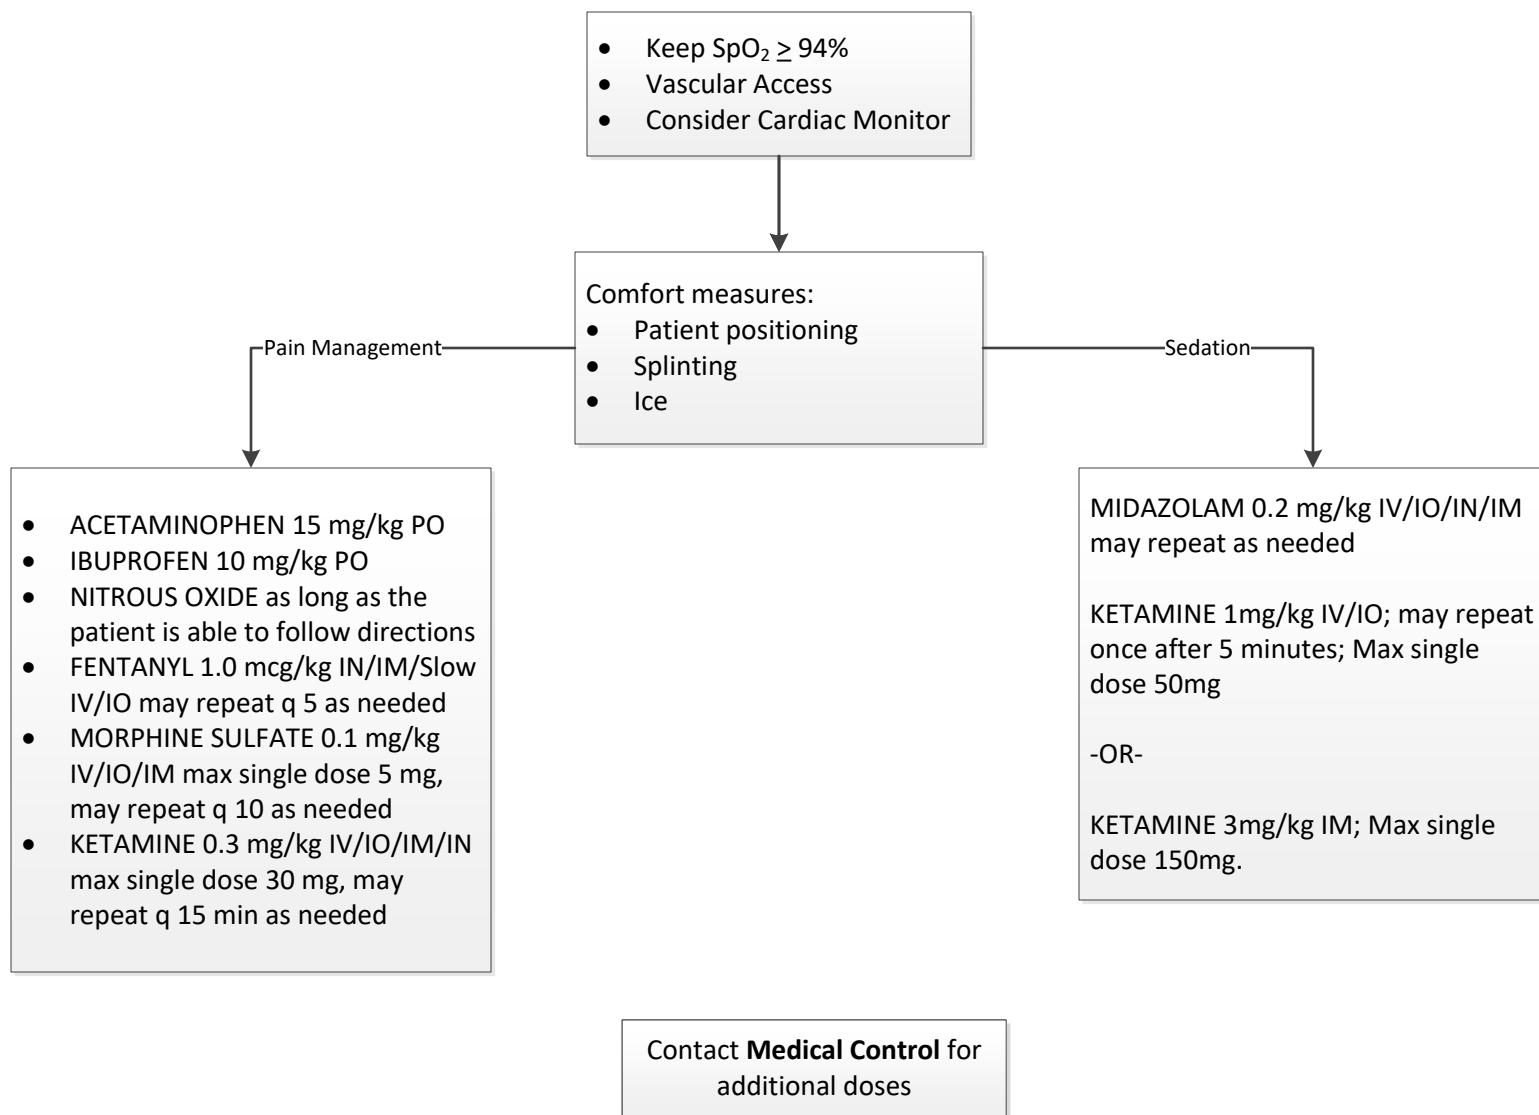 • Keep SpO₂ ≥ 94%
• Vascular Access
• Consider Cardiac Monitor
Comfort measures:
• Patient positioning
• Splinting
• Ice
Pain Management
Sedation
• ACETAMINOPHEN 15 mg/kg PO
• IBUPROFEN 10 mg/kg PO
• NITROUS OXIDE as long as the
patient is able to follow directions
• FENTANYL 1.0 mcg/kg IN/IM/Slow
IV/IO may repeat q 5 as needed
• MORPHINE SULFATE 0.1 mg/kg
IV/IO/IM max single dose 5 mg,
may repeat q 10 as needed
• KETAMINE 0.3 mg/kg IV/IO/IM/IN
max single dose 30 mg, may
repeat q 15 min as needed
MIDAZOLAM 0.2 mg/kg IV/IO/IN/IM
may repeat as needed
KETAMINE 1mg/kg IV/IO; may repeat
once after 5 minutes; Max single
dose 50mg
-OR-
KETAMINE 3mg/kg IM; Max single
dose 150mg.
Contact Medical Control for
additional doses